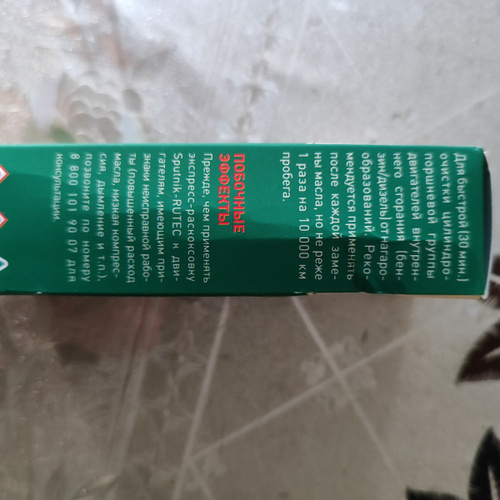 Для быстрой (30 мин.)
очистки цилиндро-
поршневой группы
двигателей внутрен-
него сгорания (бен-
зин/дизель) от нагаро-
образований. Реко-
мендуется применять
после каждой заме-
ны масла, но не реже
1 раза на 10 000 км
пробега.
ПОБОЧНЫЕ
ЭФФЕКТЫ
Прежде чем применять
экспресс-раскоксовку
Sputnik-RUTEC к дви-
гателям, имеющим при-
знаки неисправной рабо-
ты (повышенный расход
масла, низкая компрес-
сия, дымление и т.п.),
позвоните по номеру
8 800 101 90 07 для
консультации.